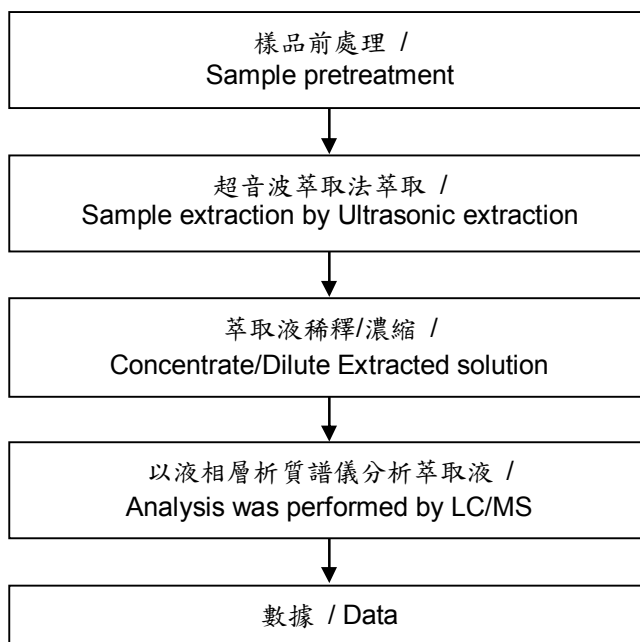 樣品前處理 /
Sample pretreatment
超音波萃取法萃取 /
Sample extraction by Ultrasonic extraction
萃取液稀釋/濃縮 /
Concentrate/Dilute Extracted solution
以液相層析質譜儀分析萃取液 /
Analysis was performed by LC/MS
數據 / Data